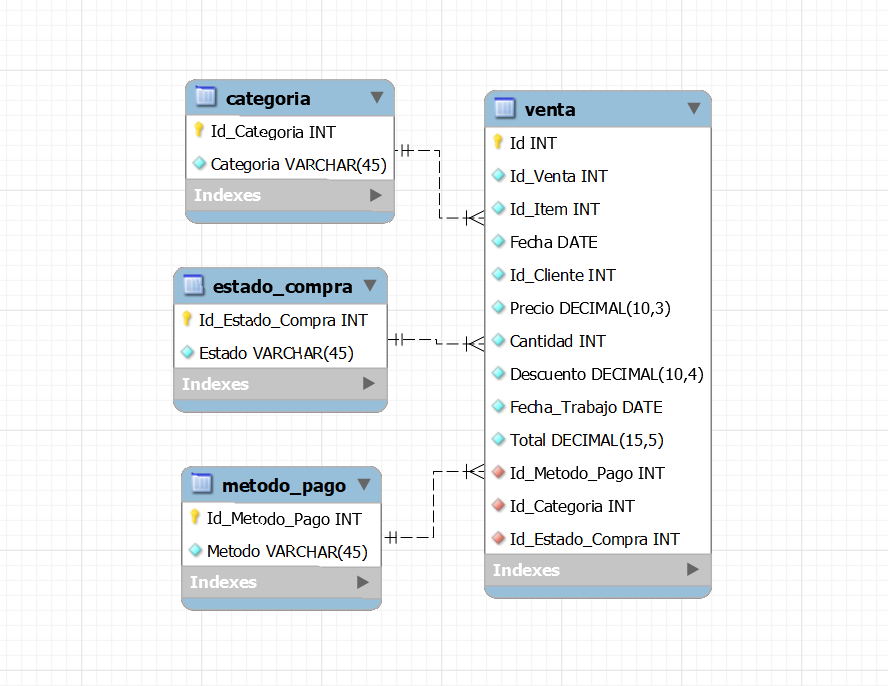 categoria
Id_Categoria INT
Categoria VARCHAR(45)
Indexes
estado_compra
Id_Estado_Compra INT
Estado VARCHAR(45)
Indexes
metodo_pago
Id_Metodo_Pago INT
Metodo VARCHAR(45)
Indexes
venta
Id INT
Id_Venta INT
Id_Item INT
Fecha DATE
Id_Cliente INT
Precio DECIMAL(10,3)
Cantidad INT
Descuento DECIMAL(10,4)
Fecha_Trabajo DATE
Total DECIMAL(15,5)
Id_Metodo_Pago INT
Id_Categoria INT
Id_Estado_Compra INT
Indexes